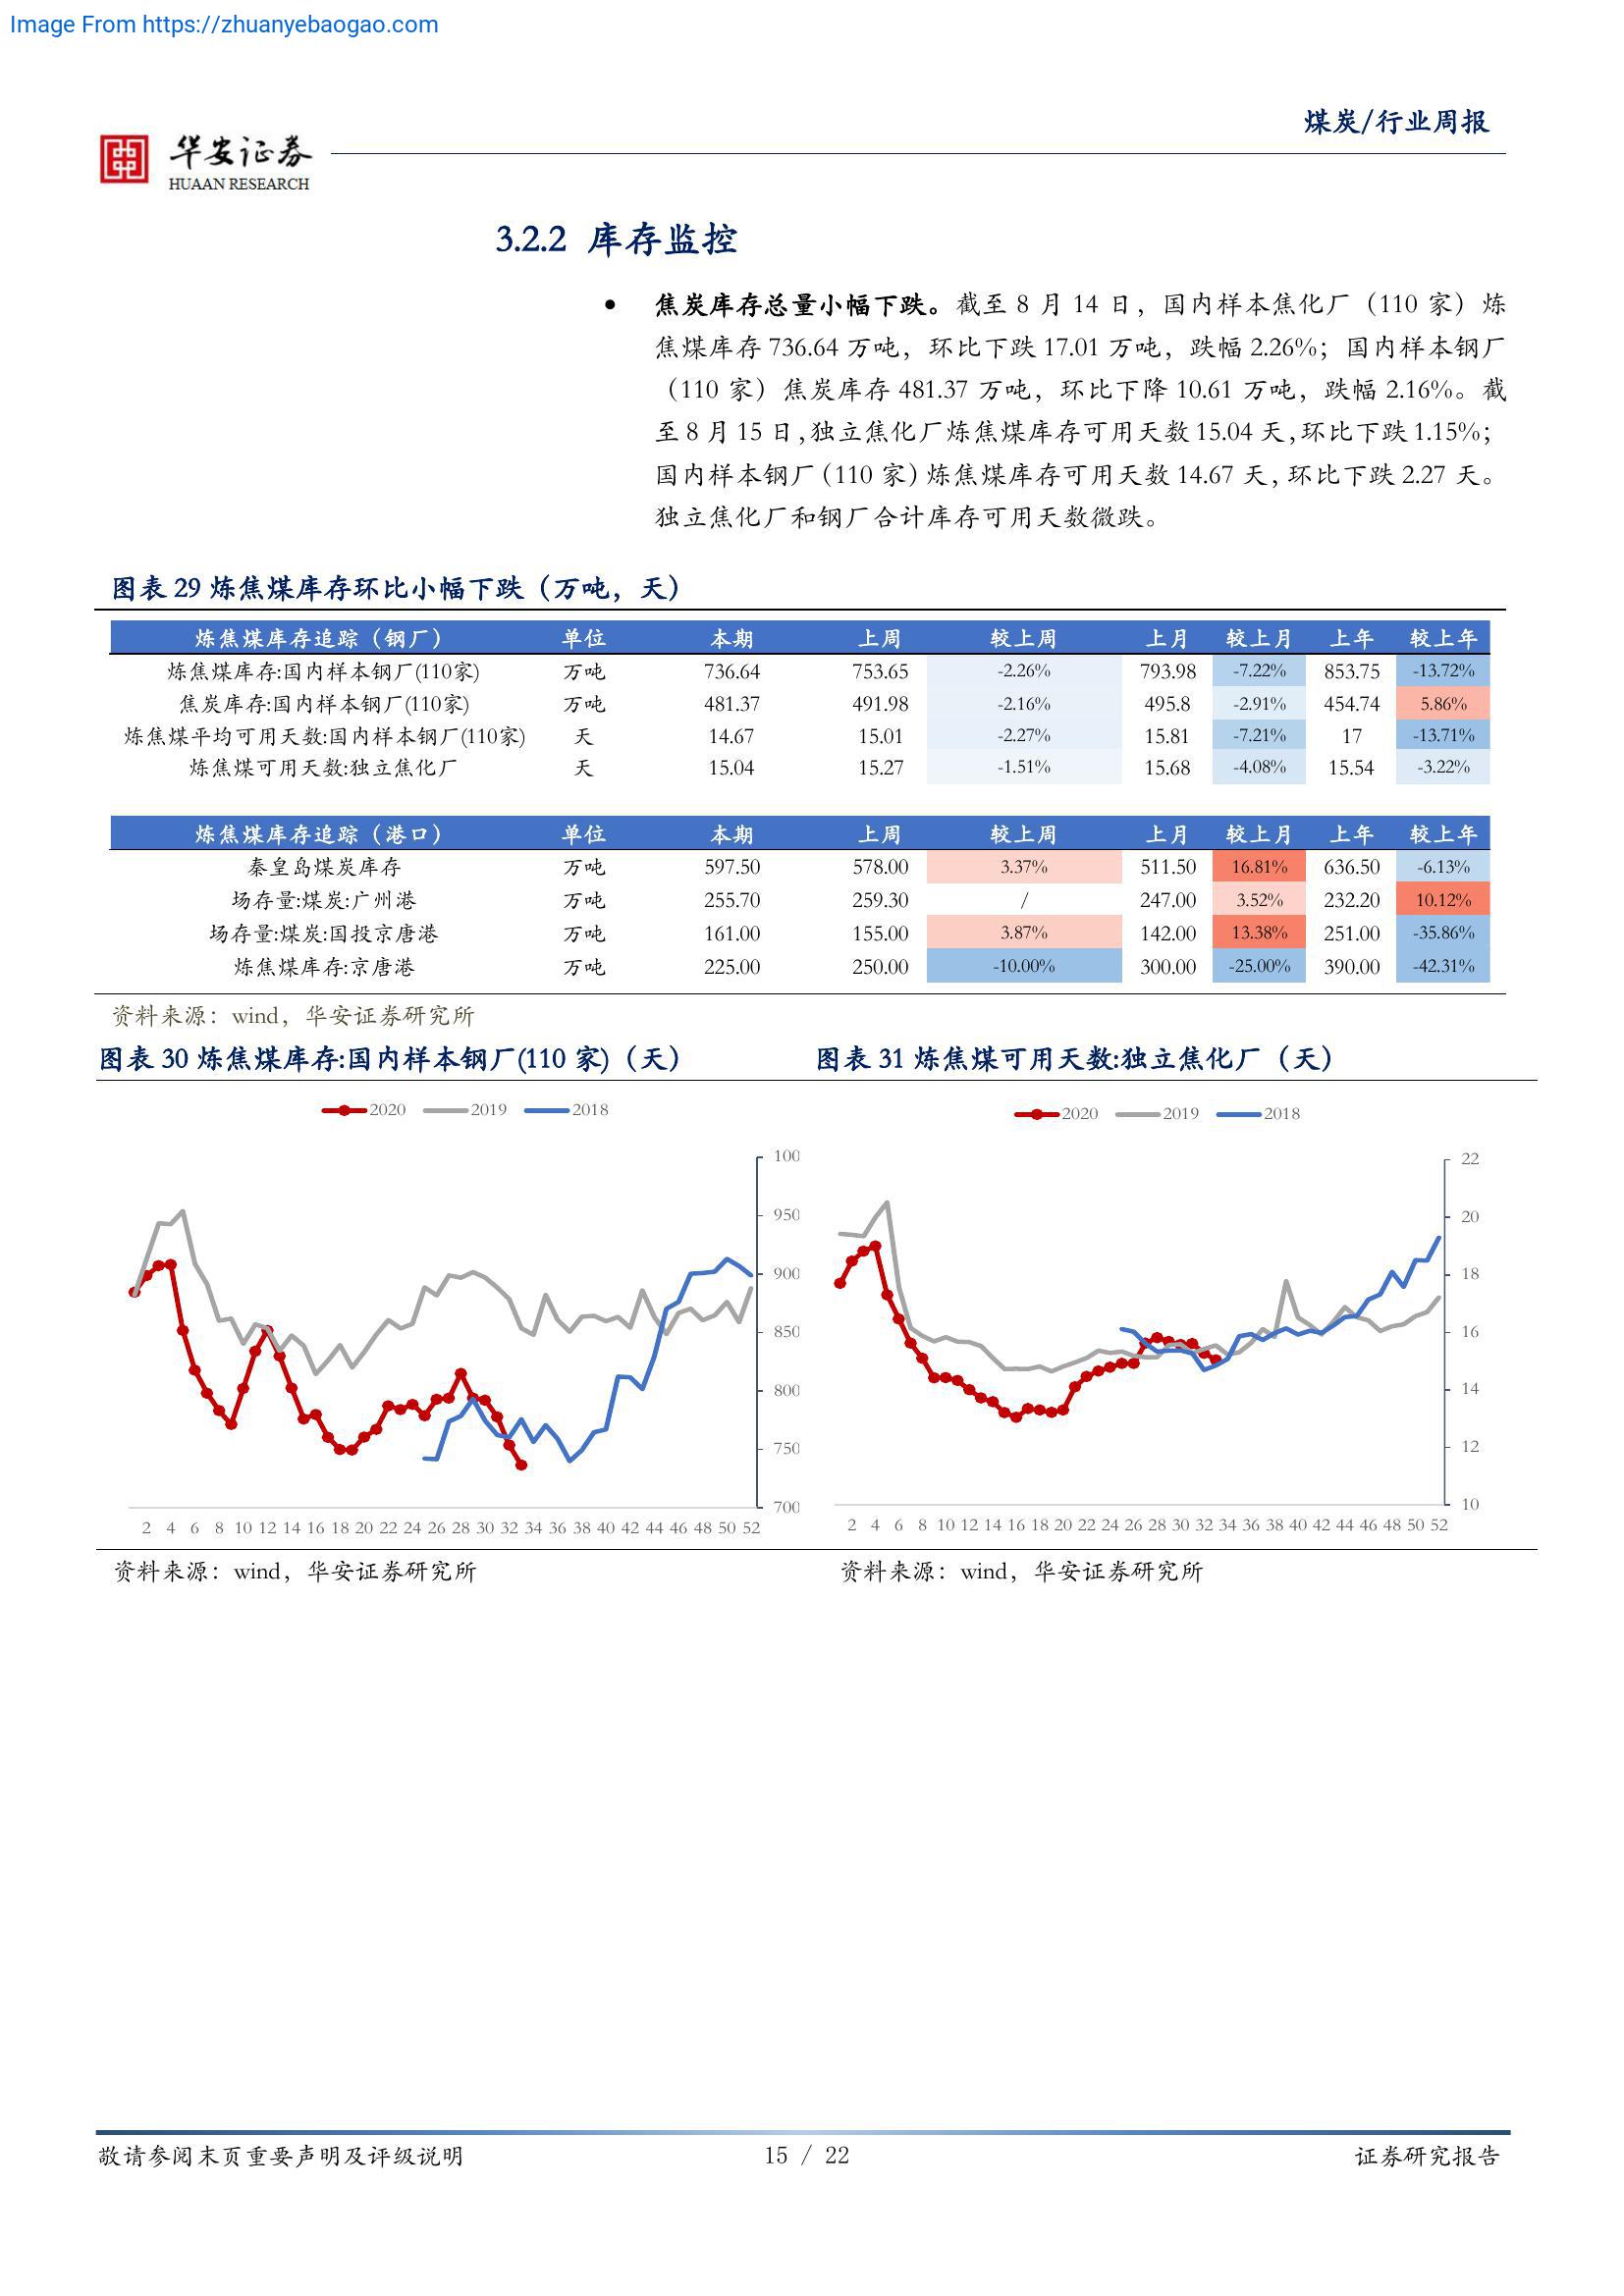 Image From https://zhuanyebaogao.com
煤炭/行业周报
华安证券
HUAAN RESEARCH
3.2.2 库存监控
• 焦炭库存总量小幅下跌。截至 8 月 14 日，国内样本焦化厂（110 家）炼
焦煤库存 736.64 万吨，环比下跌 17.01 万吨，跌幅 2.26%；国内样本钢厂
（110 家）焦炭库存 481.37 万吨，环比下降 10.61 万吨，跌幅 2.16%。截
至 8 月 15 日,独立焦化厂炼焦煤库存可用天数 15.04 天,环比下跌 1.15%；
国内样本钢厂（110 家）炼焦煤库存可用天数 14.67 天, 环比下跌 2.27 天。
独立焦化厂和钢厂合计库存可用天数微跌。
图表 29 炼焦煤库存环比小幅下跌（万吨，天）
炼焦煤库存追踪（钢厂） 单位 本期 上周 较上周 上月 较上月 上年 较上年
炼焦煤库存:国内样本钢厂(110家) 万吨 736.64 753.65 -2.26% 793.98 -7.22% 853.75 -13.72%
焦炭库存:国内样本钢厂(110家) 万吨 481.37 491.98 -2.16% 495.8 -2.91% 454.74 5.86%
炼焦煤平均可用天数:国内样本钢厂(110家) 天 14.67 15.01 -2.27% 15.81 -7.21% 17 -13.71%
炼焦煤可用天数:独立焦化厂 天 15.04 15.27 -1.51% 15.68 -4.08% 15.54 -3.22%
炼焦煤库存追踪（港口） 单位 本期 上周 较上周 上月 较上月 上年 较上年
秦皇岛煤炭库存 万吨 597.50 578.00 3.37% 511.50 16.81% 636.50 -6.13%
场存量:煤炭:广州港 万吨 255.70 259.30 / 247.00 3.52% 232.20 10.12%
场存量:煤炭:国投京唐港 万吨 161.00 155.00 3.87% 142.00 13.38% 251.00 -35.86%
炼焦煤库存:京唐港 万吨 225.00 250.00 -10.00% 300.00 -25.00% 390.00 -42.31%
资料来源：wind，华安证券研究所
图表 30 炼焦煤库存:国内样本钢厂(110 家)（天）
2020 2019 2018
100
950
900
850
800
750
700
2 4 6 8 10 12 14 16 18 20 22 24 26 28 30 32 34 36 38 40 42 44 46 48 50 52
资料来源：wind，华安证券研究所
图表 31 炼焦煤可用天数:独立焦化厂（天）
2020 2019 2018
22
20
18
16
14
12
10
2 4 6 8 10 12 14 16 18 20 22 24 26 28 30 32 34 36 38 40 42 44 46 48 50 52
资料来源：wind，华安证券研究所
敬请参阅末页重要声明及评级说明
15 / 22
证券研究报告